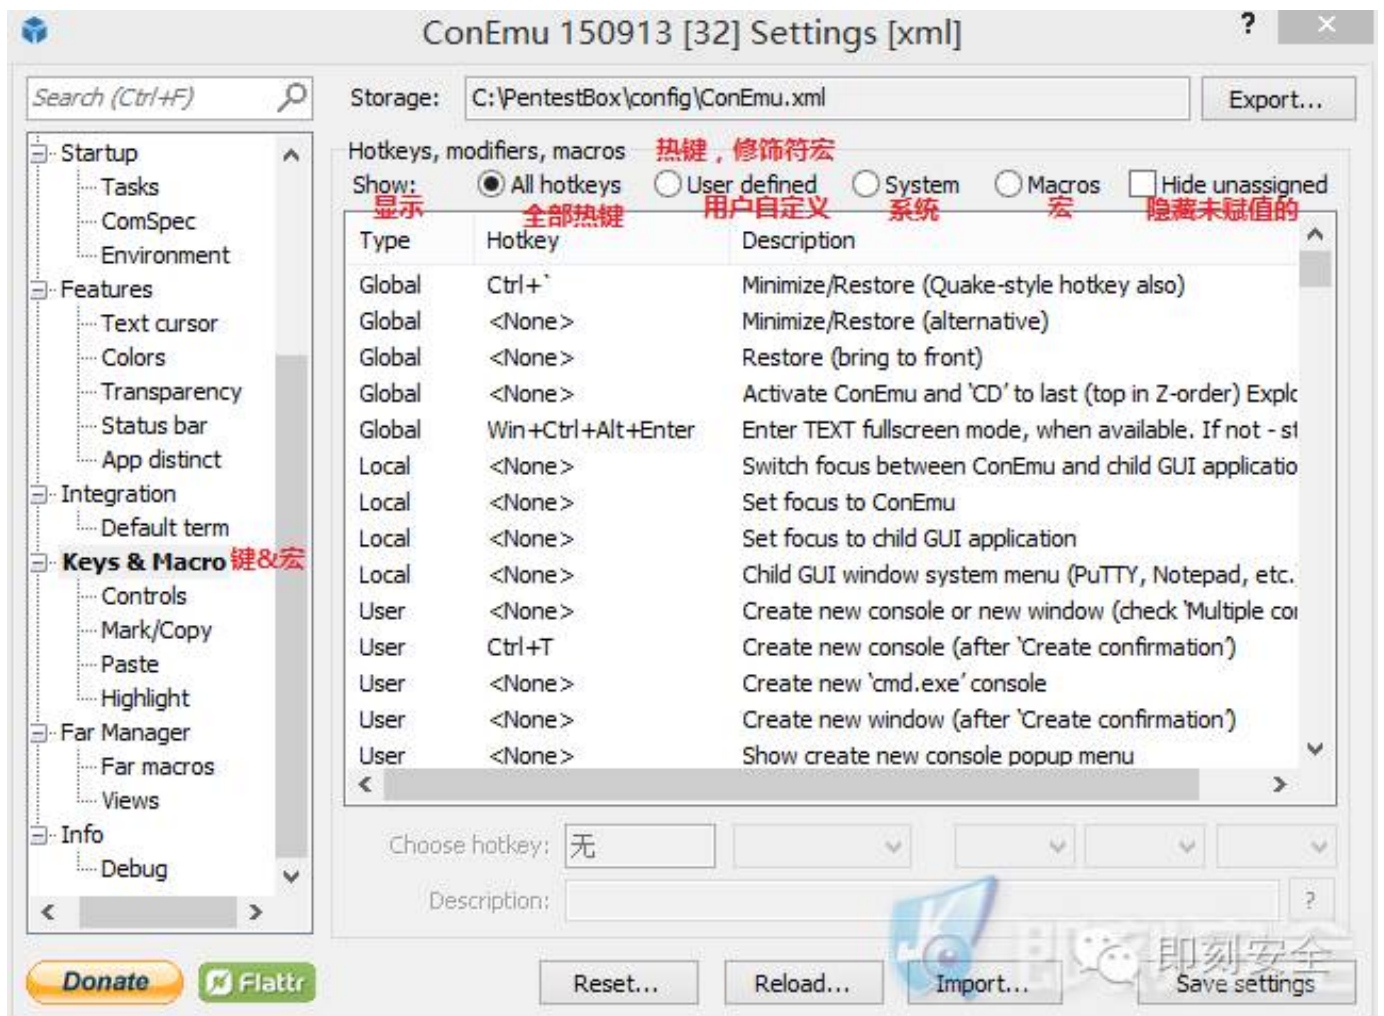 ConEmu 150913 [32] Settings [xml]
?
Search (Ctrl+F)
Storage:
C:\PentestBox\config\ConEmu.xml
Export...
Startup
Tasks
ComSpec
Environment
Features
Text cursor
Colors
Transparency
Status bar
App distinct
Integration
Default term
Keys & Macro 键&宏
Controls
Mark/Copy
Paste
Highlight
Far Manager
Far macros
Views
Info
Debug
Hotkeys, modifiers, macros 热键，修饰符宏
Show: All hotkeys User defined System Macros Hide unassigned
显示 全部热键 用户自定义 系统 宏 隐藏未赋值的
Type Hotkey Description
Global Ctrl+` Minimize/Restore (Quake-style hotkey also)
Global <None> Minimize/Restore (alternative)
Global <None> Restore (bring to front)
Global <None> Activate ConEmu and 'CD' to last (top in Z-order) Explc
Global Win+Ctrl+Alt+Enter Enter TEXT fullscreen mode, when available. If not - st
Local <None> Switch focus between ConEmu and child GUI applicatio
Local <None> Set focus to ConEmu
Local <None> Set focus to child GUI application
Local <None> Child GUI window system menu (PuTTY, Notepad, etc.
User <None> Create new console or new window (check 'Multiple cor
User Ctrl+T Create new console (after 'Create confirmation')
User <None> Create new 'cmd.exe' console
User <None> Create new window (after 'Create confirmation')
User <None> Show create new console popup menu
Choose hotkey: 无
Description:
?
即刻安全
Donate
Flattr
Reset...
Reload...
Import...
Save settings